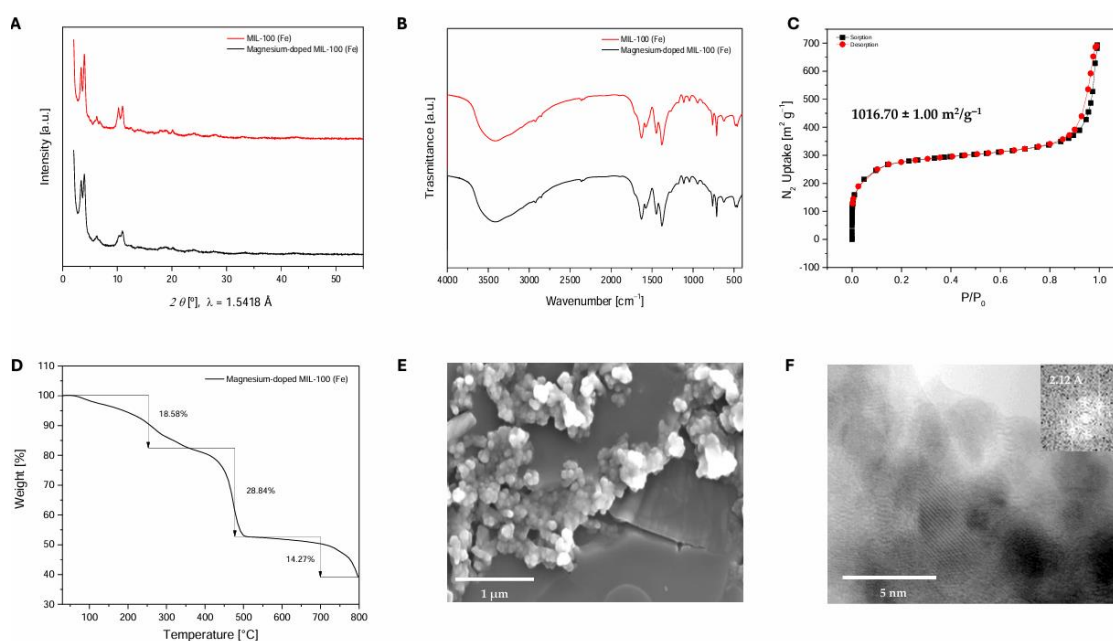 A
MIL-100 (Fe)
Magnesium-doped MIL-100 (Fe)
Intensity [a.u.]
0 10 20 30 40 50
2 θ [º], λ = 1.5418 Å
B
MIL-100 (Fe)
Magnesium-doped MIL-100 (Fe)
Trasmittance [a.u.]
4000 3500 3000 2500 2000 1500 1000 500
Wavenumber [cm⁻¹]
C
Sorption
Desorption
1016.70 ± 1.00 m²/g⁻¹
N₂ Uptake [m² g⁻¹]
700
600
500
400
300
200
100
0
-100
0.0 0.2 0.4 0.6 0.8 1.0
P/P₀
D
Magnesium-doped MIL-100 (Fe)
18.58%
28.84%
14.27%
Weight [%]
110
100
90
80
70
60
50
40
30
100 200 300 400 500 600 700 800
Temperature [°C]
E
1 µm
F
2.12 Å
5 nm